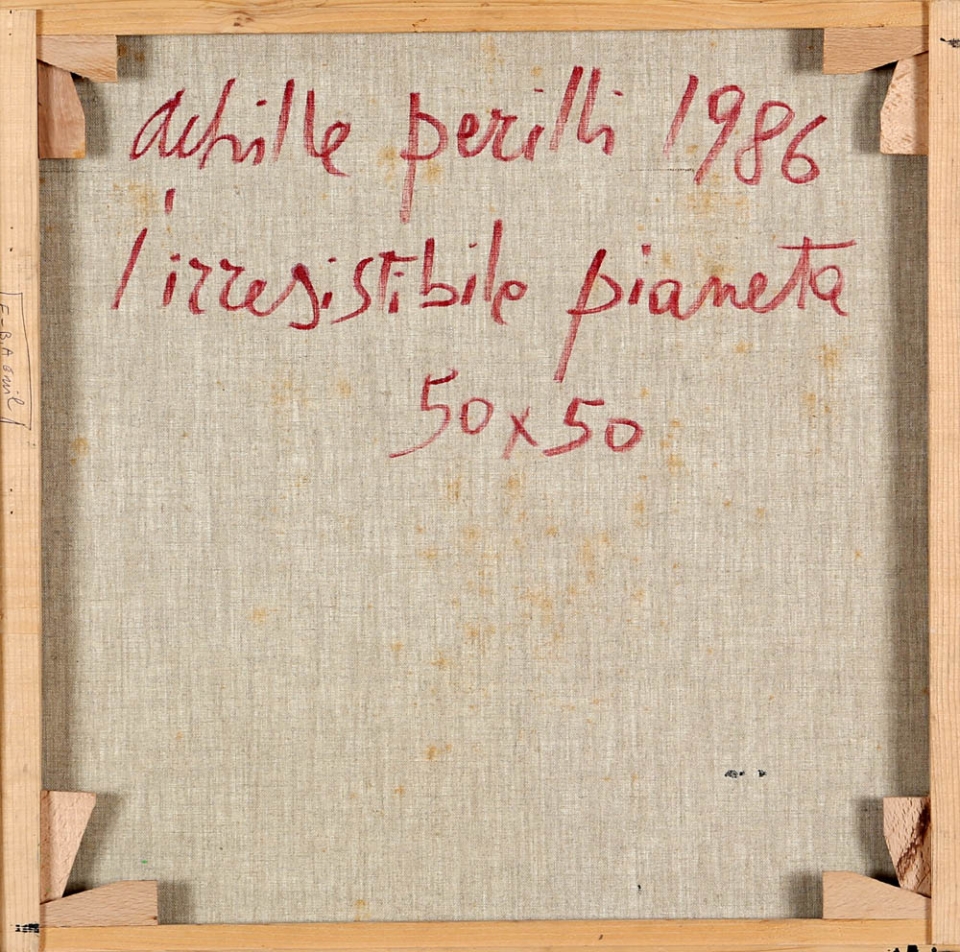 achille perilli 1986
l'irresistibile pianeta
50x50